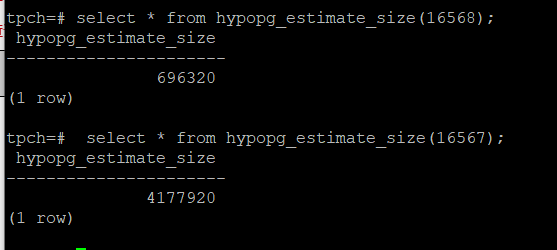 tpch=# select * from hypopg_estimate_size(16568);
hypopg_estimate_size
----------------------
696320
(1 row)
tpch=#  select * from hypopg_estimate_size(16567);
hypopg_estimate_size
----------------------
4177920
(1 row)